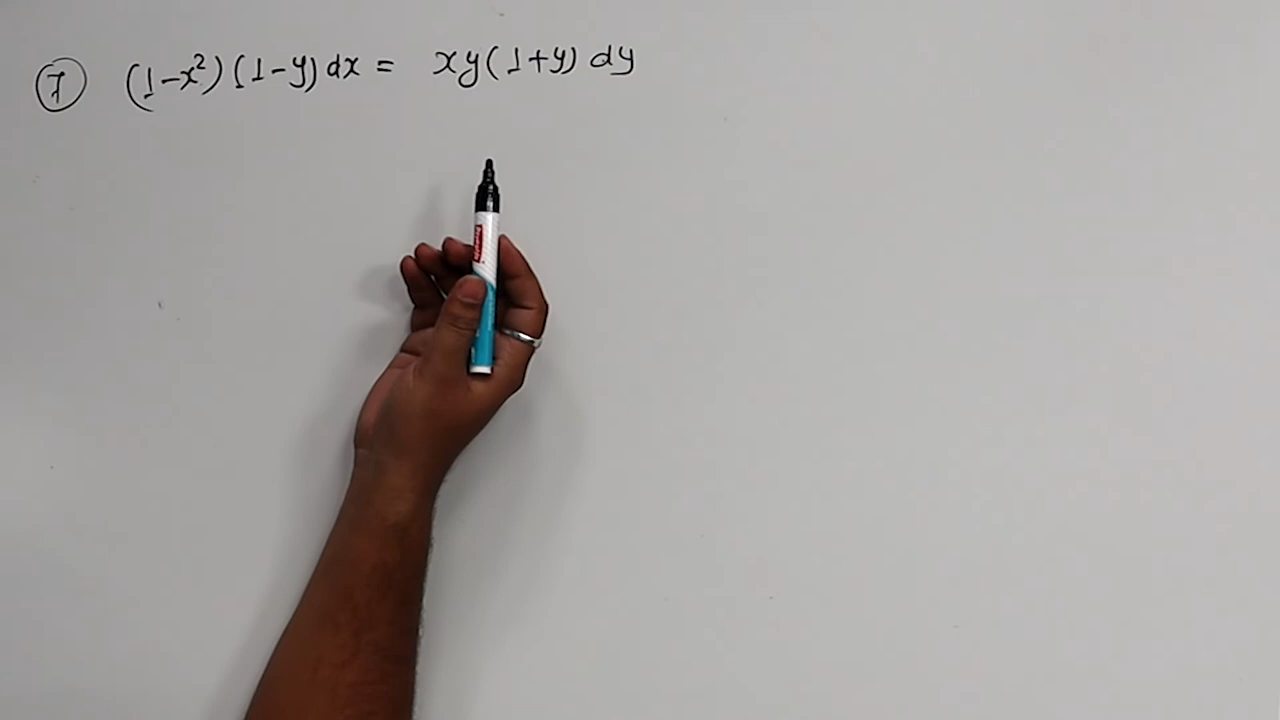 7 (1-x²)(1-y)dx = xy(1+y) dy